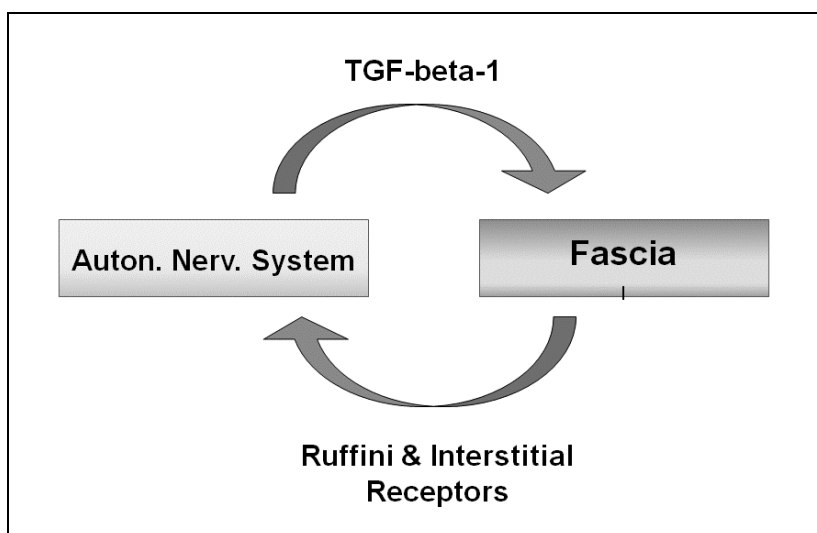 TGF-beta-1
Auton. Nerv. System
Fascia
Ruffini & Interstitial
Receptors